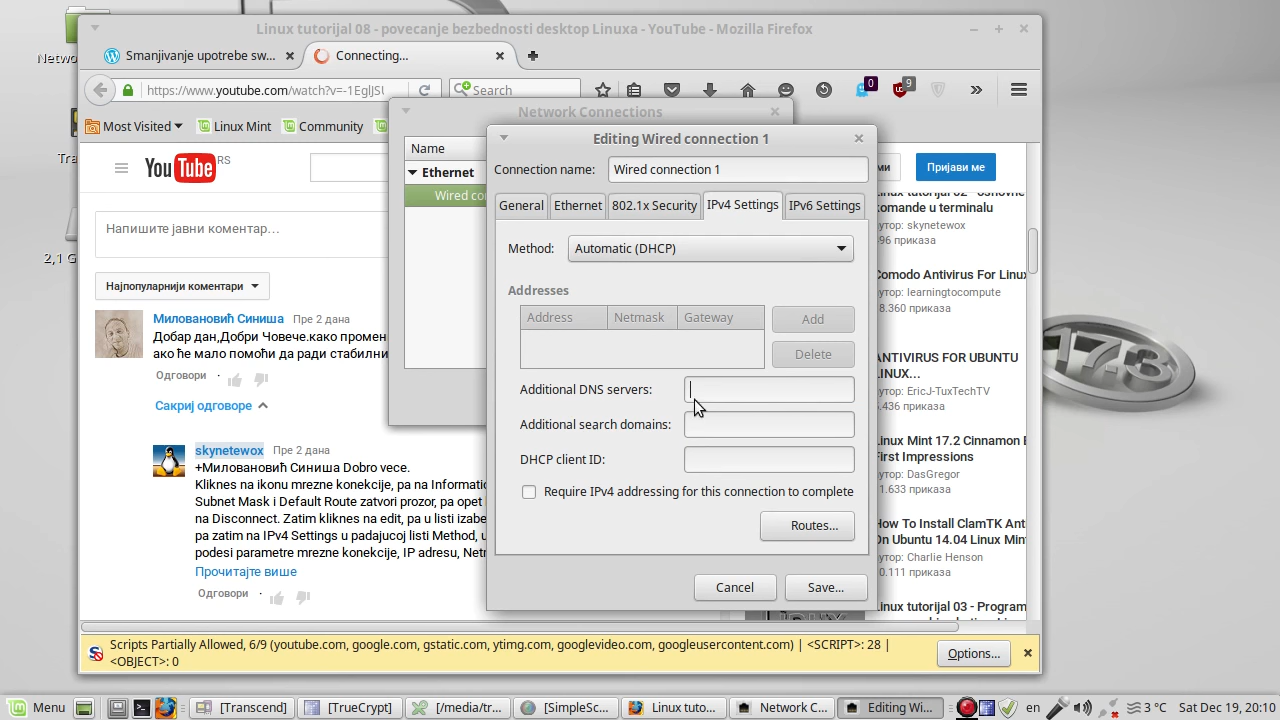 Linux tutorijal 08 - povecanje bezbednosti desktop Linuxa - YouTube - Mozilla Firefox
Smanjivanje upotrebe sw...
Connecting...
https://www.youtube.com/watch?v=-1EglJSU
Search
0
9
Most Visited
Linux Mint
Community
YouTube RS
Пријави ме
Напишите јавни коментар...
Најпопуларнији коментари
Миловановић Синиша Пре 2 дана
Добар дан,Добри Човече.како промен
ако ће мало помоћи да ради стабилни
Одговори
Сакриј одговоре
skynetewox Пре 2 дана
+Миловановић Синиша Dobro vece.
Kliknes na ikonu mrezne konekcije, pa na Informatio
Subnet Mask i Default Route zatvori prozor, pa opet
na Disconnect. Zatim kliknes na edit, pa u listi izabe
pa zatim na IPv4 Settings u padajucoj listi Method, u
podesi parametre mrezne konekcije, IP adresu, Netr
Прочитајте више
Одговори
Network Connections
Name
Ethernet
Wired co
Editing Wired connection 1
Connection name:
Wired connection 1
General
Ethernet
802.1x Security
IPv4 Settings
IPv6 Settings
Method:
Automatic (DHCP)
Addresses
Address
Netmask
Gateway
Add
Delete
Additional DNS servers:
Additional search domains:
DHCP client ID:
Require IPv4 addressing for this connection to complete
Routes...
Cancel
Save...
komande u terminalu
утор: skynetewox
96 приказа
Comodo Antivirus For Linux
утор: learningtocompute
8.360 приказа
ANTIVIRUS FOR UBUNTU
LINUX...
утор: EricJ-TuxTechTV
.436 приказа
Linux Mint 17.2 Cinnamon E
First Impressions
утор: DasGregor
1.633 приказа
How To Install ClamTK Ant
On Ubuntu 14.04 Linux Mint
утор: Charlie Henson
0.111 приказа
Linux tutorijal 03 - Program
17.3
Scripts Partially Allowed, 6/9 (youtube.com, google.com, gstatic.com, ytimg.com, googlevideo.com, googleusercontent.com) | <SCRIPT>: 28 |
<OBJECT>: 0
Options...
Menu
[Transcend]
[TrueCrypt]
[/media/tr...
[SimpleSc...
Linux tuto...
Network C...
Editing Wi...
en
3 °C
Sat Dec 19, 20:10